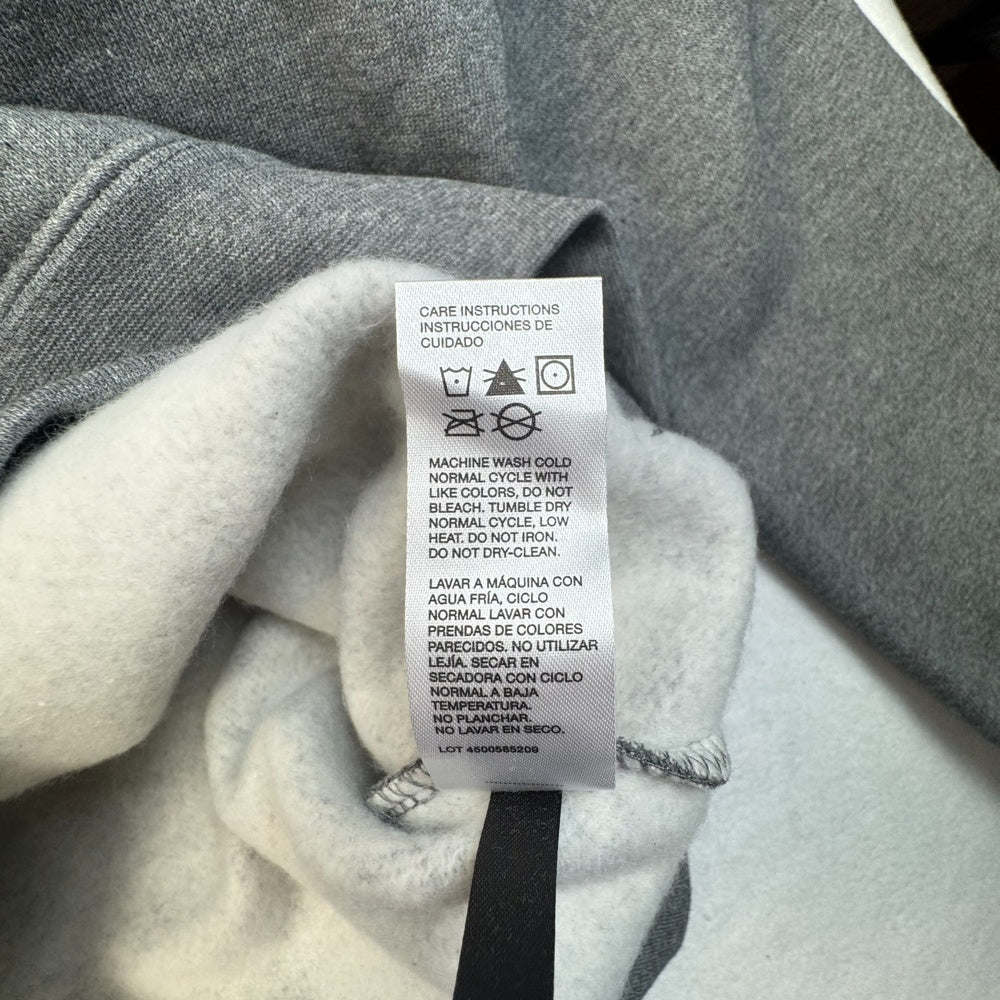 CARE INSTRUCTIONS
INSTRUCCIONES DE
CUIDADO
MACHINE WASH COLD
NORMAL CYCLE WITH
LIKE COLORS, DO NOT
BLEACH. TUMBLE DRY
NORMAL CYCLE, LOW
HEAT. DO NOT IRON.
DO NOT DRY-CLEAN.
LAVAR A MÁQUINA CON
AGUA FRÍA, CICLO
NORMAL LAVAR CON
PRENDAS DE COLORES
PARECIDOS. NO UTILIZAR
LEJÍA. SECAR EN
SECADORA CON CICLO
NORMAL A BAJA
TEMPERATURA.
NO PLANCHAR.
NO LAVAR EN SECO.
LOT 4500585209